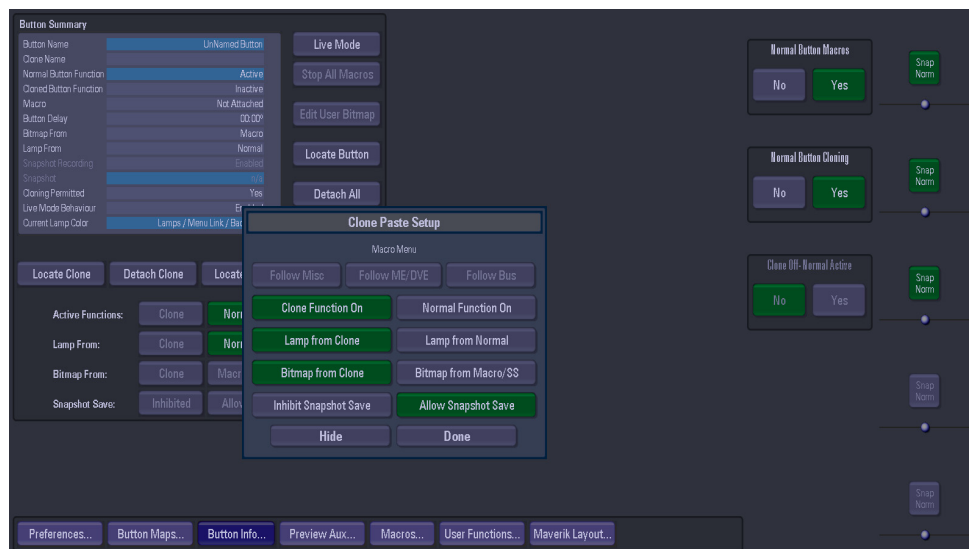 Button Summary
Button Name UnNamed Button
Clone Name
Normal Button Function Active
Cloned Button Function Inactive
Macro Not Attached
Button Delay 00:00º
Bitmap From Macro
Lamp From Normal
Snapshot Recording Enabled
Snapshot n/a
Cloning Permitted Yes
Live Mode Behaviour
Current Lamp Color Lamps / Menu Link /
Live Mode
Stop All Macros
Edit User Bitmap
Locate Button
Detach All
Locate Clone Detach Clone Locate
Active Functions: Clone
Lamp From: Clone
Bitmap From: Clone
Snapshot Save: Inhibited
Clone Paste Setup
Macro Menu
Follow Misc Follow ME/DVE Follow Bus
Clone Function On Normal Function On
Lamp from Clone Lamp from Normal
Bitmap from Clone Bitmap from Macro/SS
Inhibit Snapshot Save Allow Snapshot Save
Hide Done
Normal Button Macros
No Yes
Snap
Norm
Normal Button Cloning
No Yes
Snap
Norm
Clone Off-Normal Active
No Yes
Snap
Norm
Snap
Norm
Snap
Norm
Preferences... Button Maps... Button Info... Preview Aux... Macros... User Functions... Maverik Layout...